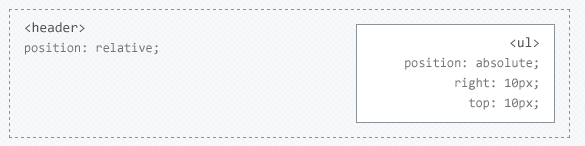 <header>
position: relative;
<ul>
position: absolute;
right: 10px;
top: 10px;